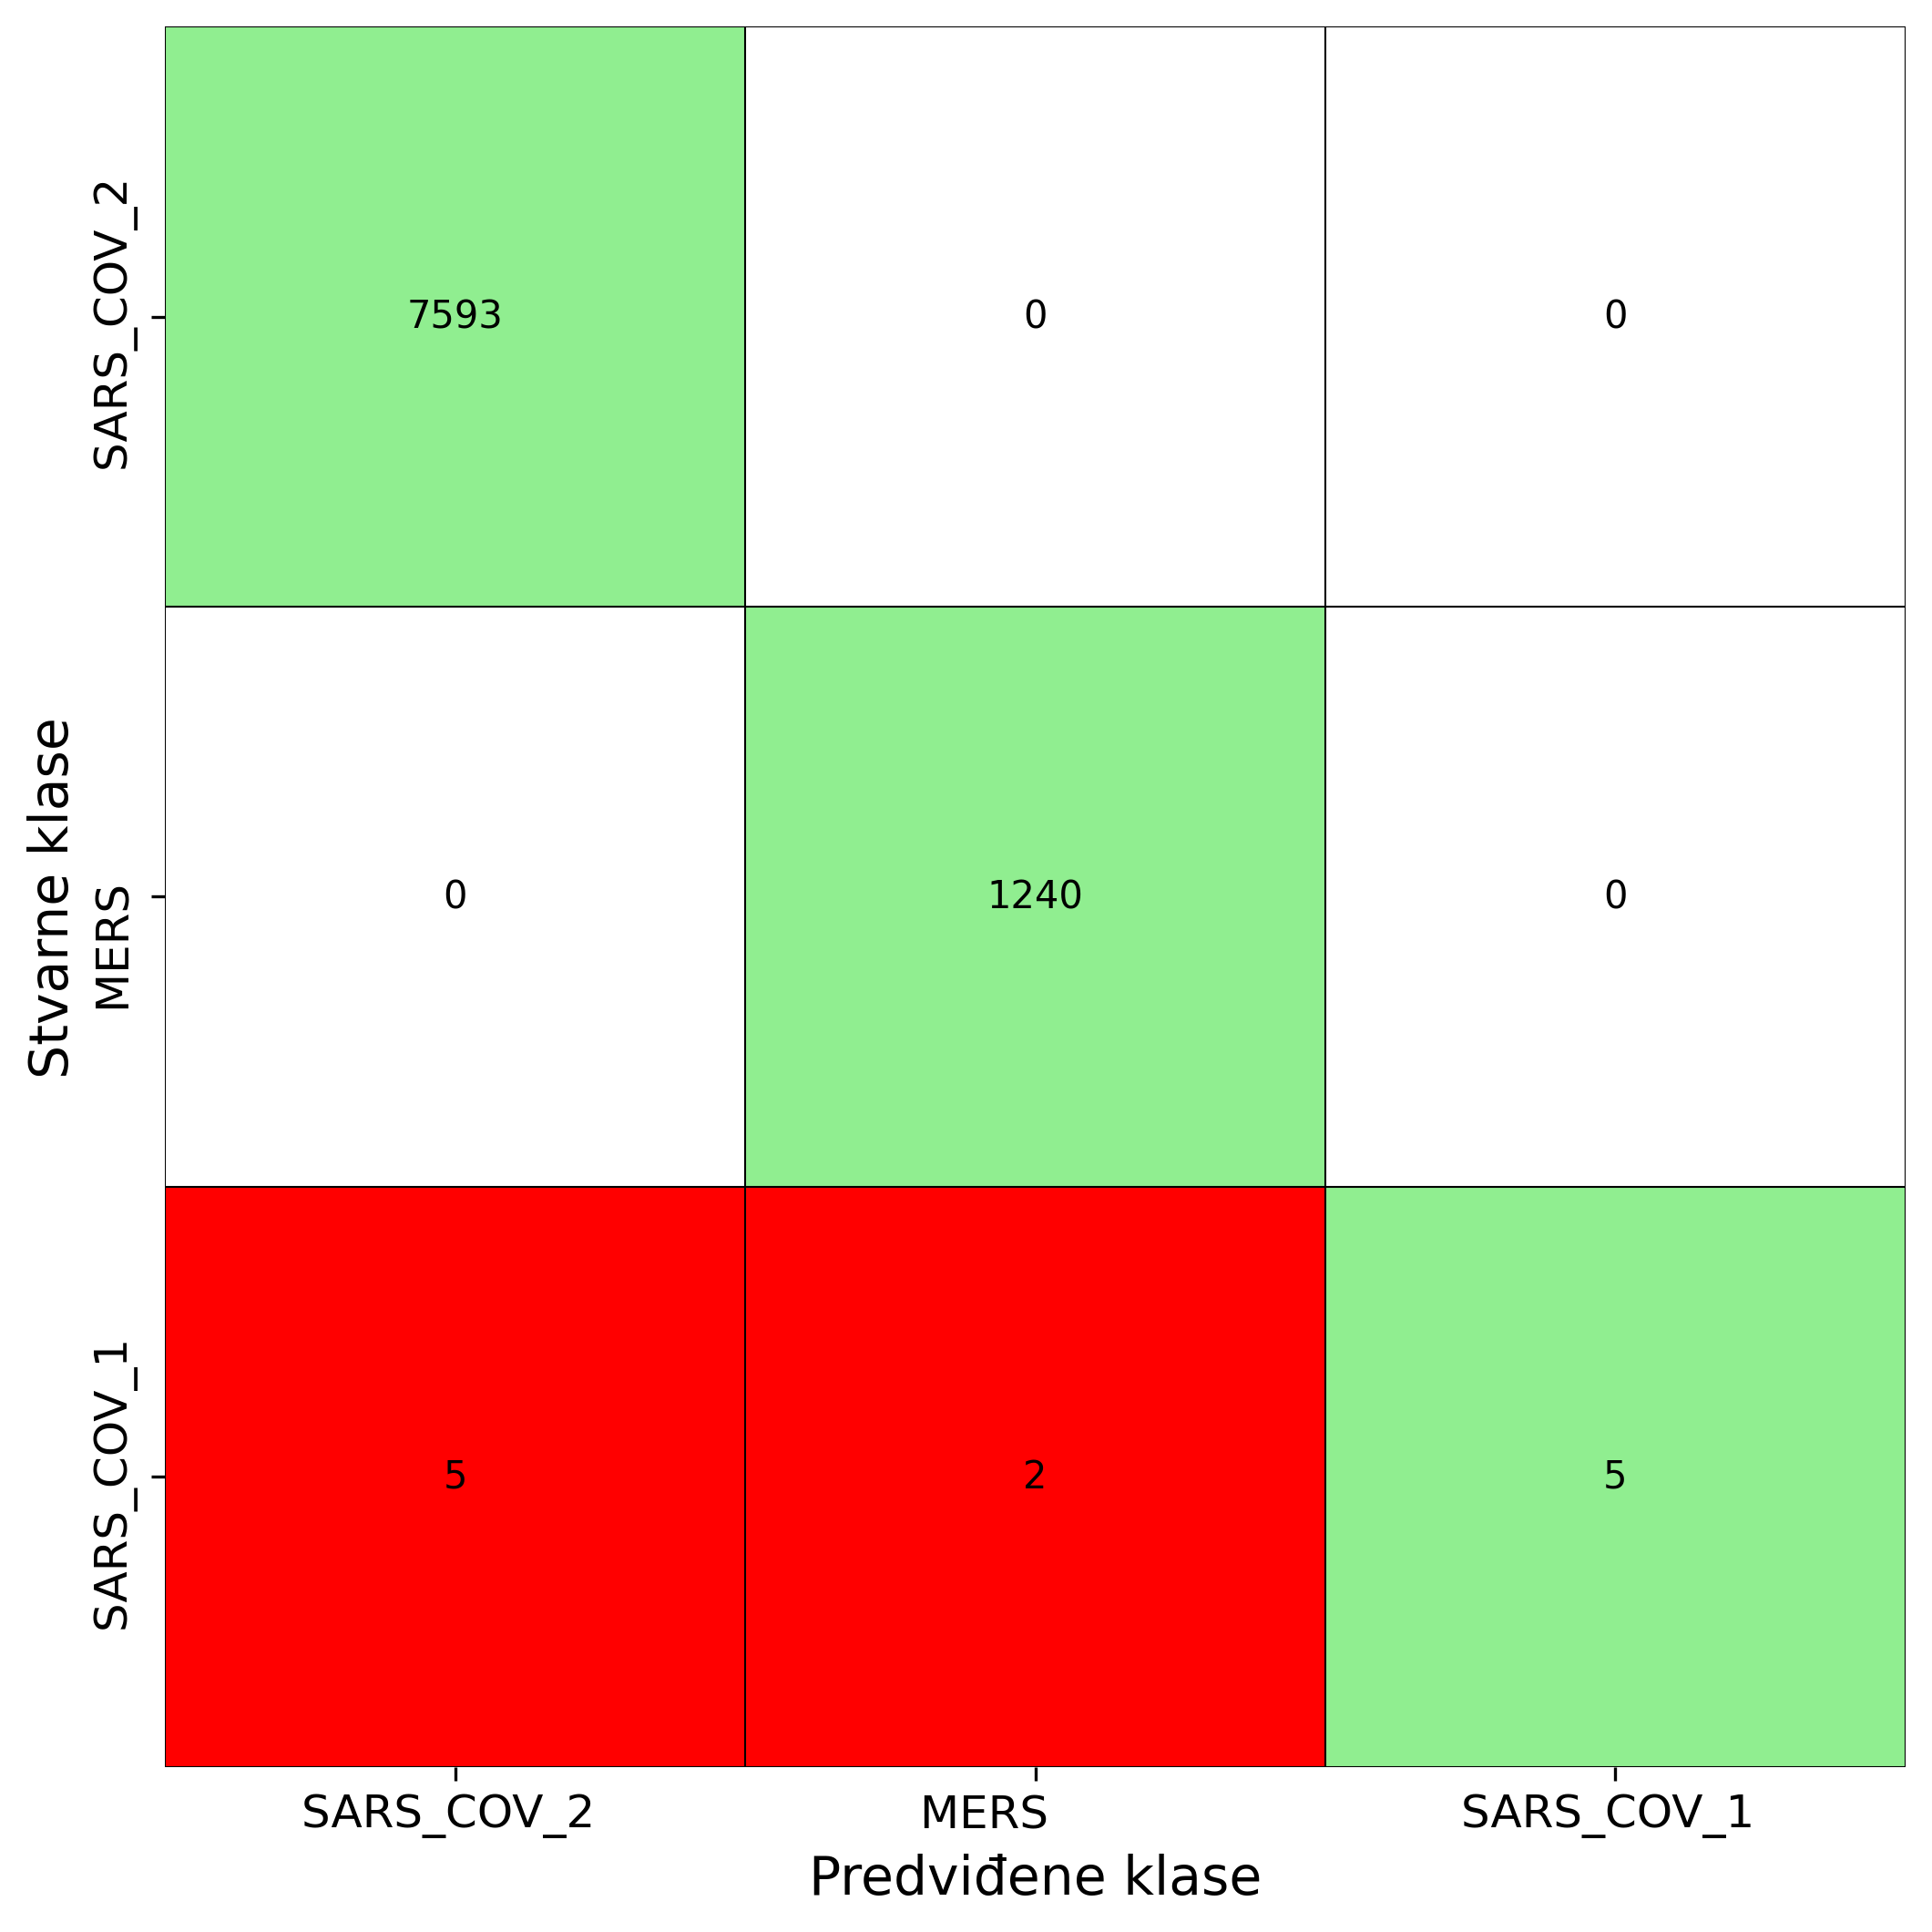 Stvarne klase
SARS_COV_2
7593 0 0
MERS
0 1240 0
SARS_COV_1
5 2 5
SARS_COV_2 MERS SARS_COV_1
Predviđene klase